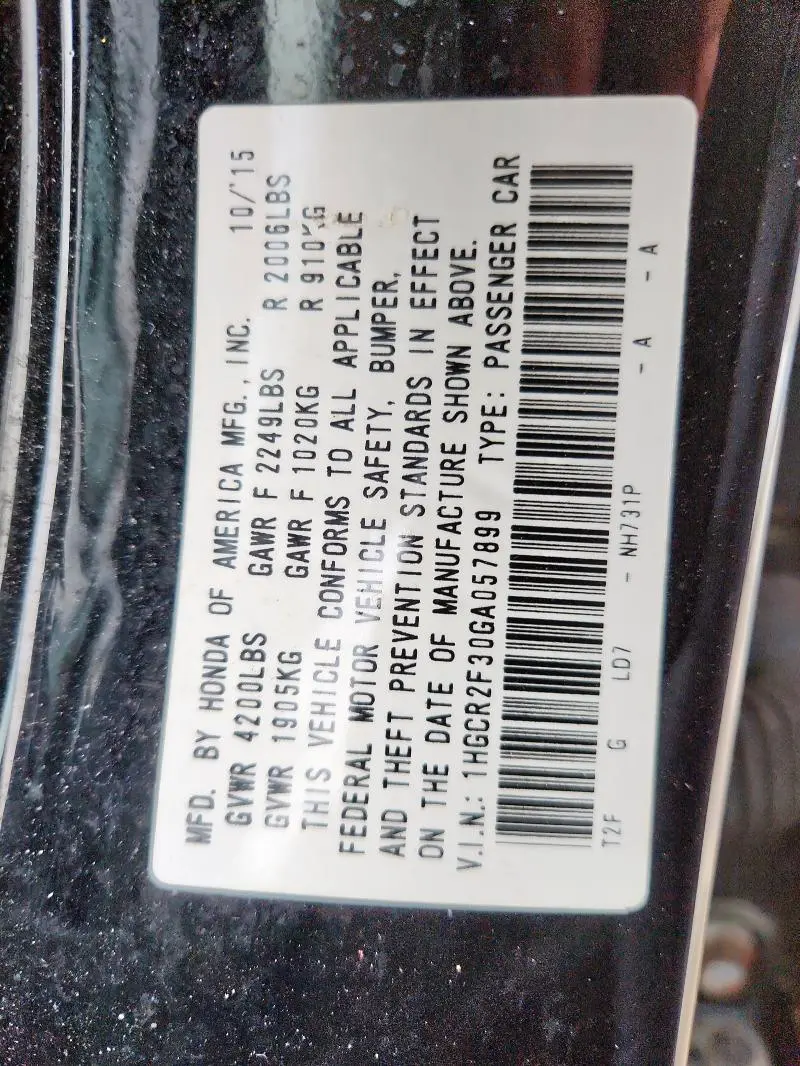 MFD. BY HONDA OF AMERICA MFG., INC. 10/'15
GVWR 4200LBS GAWR F 2249LBS R 2006LBS
GVWR 1905KG GAWR F 1020KG R 910KG
THIS VEHICLE CONFORMS TO ALL APPLICABLE
FEDERAL MOTOR VEHICLE SAFETY, BUMPER,
AND THEFT PREVENTION STANDARDS IN EFFECT
ON THE DATE OF MANUFACTURE SHOWN ABOVE.
V.I.N.: 1HGCR2F30GA057899 TYPE: PASSENGER CAR
T2F G LD7 - NH731P - A - A